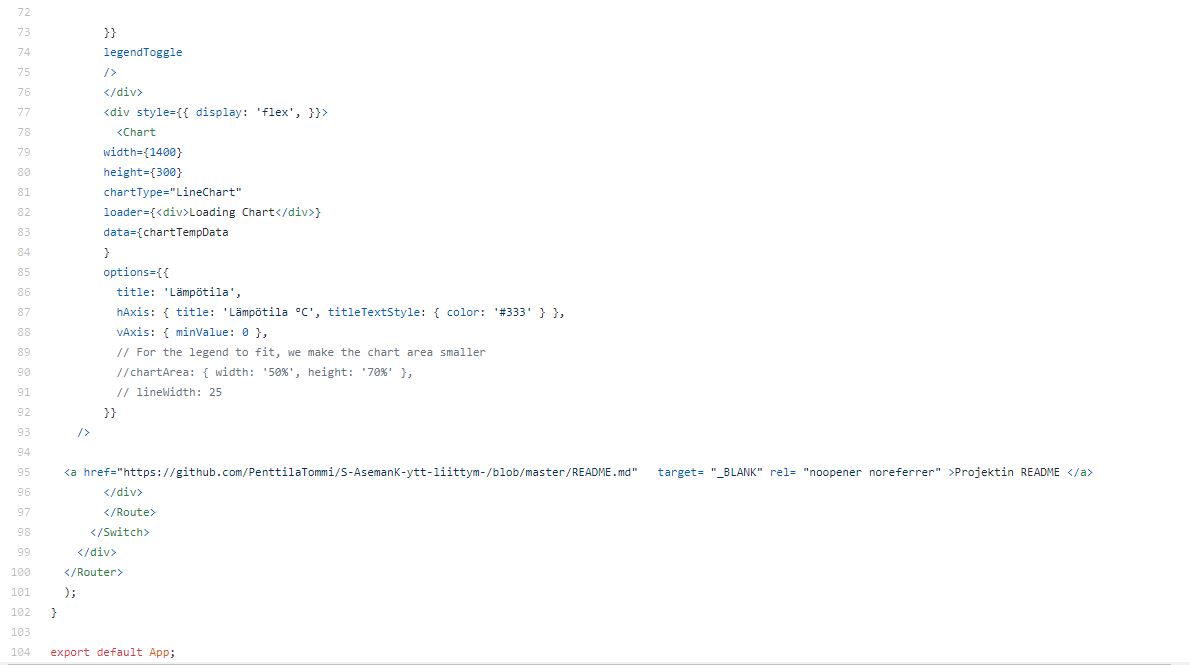 72
73 }}
74 legendToggle
75 />
76 </div>
77 <div style={{ display: 'flex', }}>
78 <Chart
79 width={1400}
80 height={300}
81 chartType="LineChart"
82 loader={<div>Loading Chart</div>}
83 data={chartTempData
84 }
85 options={{
86 title: 'Lämpötila',
87 hAxis: { title: 'Lämpötila °C', titleTextStyle: { color: '#333' } },
88 vAxis: { minValue: 0 },
89 // For the legend to fit, we make the chart area smaller
90 //chartArea: { width: '50%', height: '70%' },
91 // lineWidth: 25
92 }}
93 />
94
95 <a href="https://github.com/PenttilaTommi/S-AsemanK-ytt-liittym-/blob/master/README.md" target= "_BLANK" rel= "noopener noreferrer" >Projektin README </a>
96 </div>
97 </Route>
98 </Switch>
99 </div>
100 </Router>
101 );
102 }
103
104 export default App;